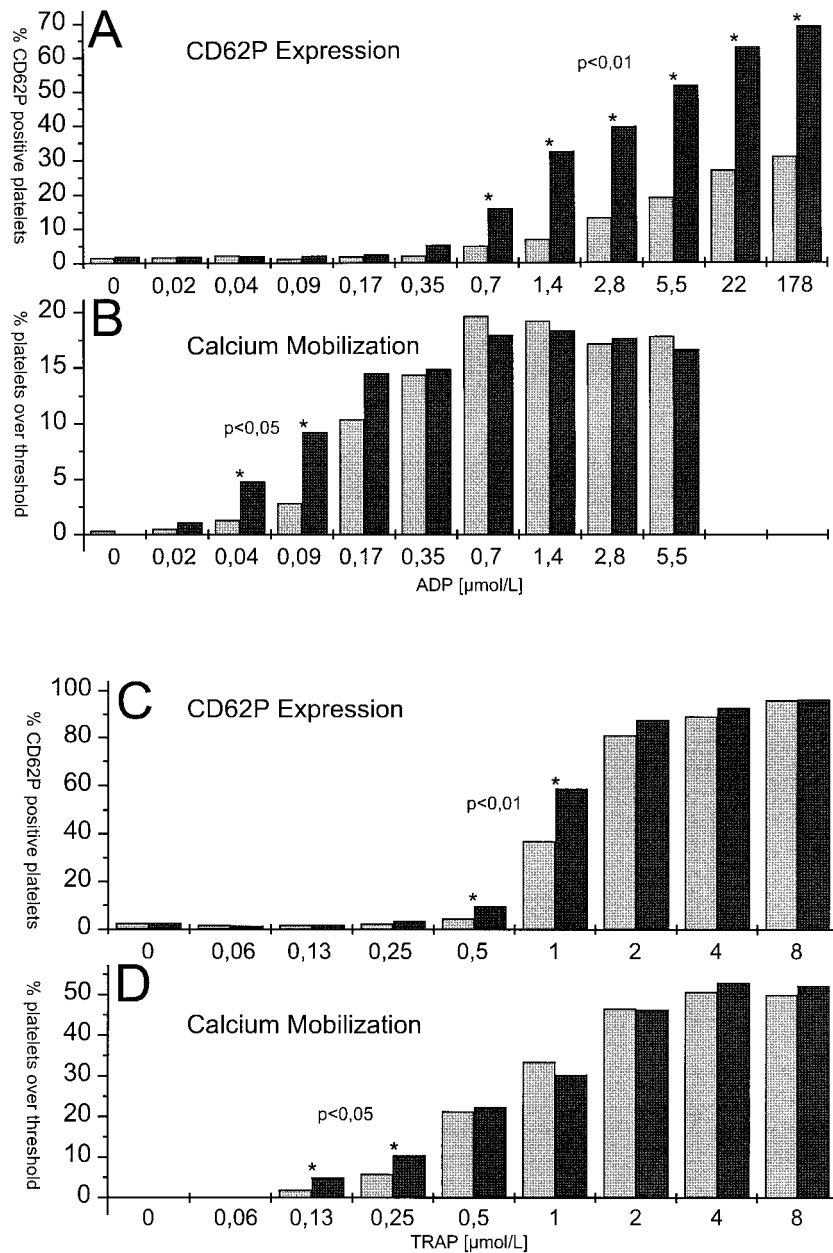 A
CD62P Expression
% CD62P positive platelets
70
60
50
40
30
20
10
0
p<0,01
* * * * * *
0 0,02 0,04 0,09 0,17 0,35 0,7 1,4 2,8 5,5 22 178
B
Calcium Mobilization
% platelets over threshold
20
15
10
5
0
p<0,05
* *
0 0,02 0,04 0,09 0,17 0,35 0,7 1,4 2,8 5,5
ADP [µmol/L]
C
CD62P Expression
% CD62P positive platelets
100
80
60
40
20
0
p<0,01
* *
0 0,06 0,13 0,25 0,5 1 2 4 8
D
Calcium Mobilization
% platelets over threshold
50
40
30
20
10
0
p<0,05
* *
0 0,06 0,13 0,25 0,5 1 2 4 8
TRAP [µmol/L]